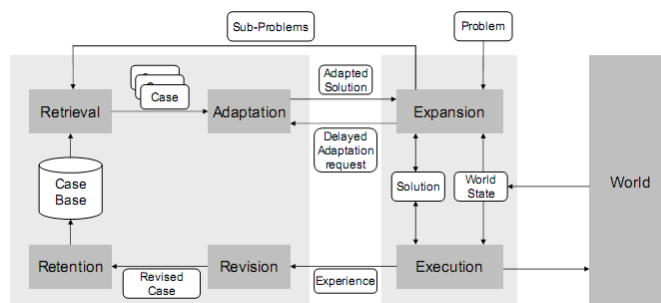 Sub-Problems
Problem
Case
Adapted
Solution
Retrieval
Adaptation
Expansion
Delayed
Adaptation
request
Case
Base
Solution
World
State
World
Retention
Revised
Case
Revision
Experience
Execution